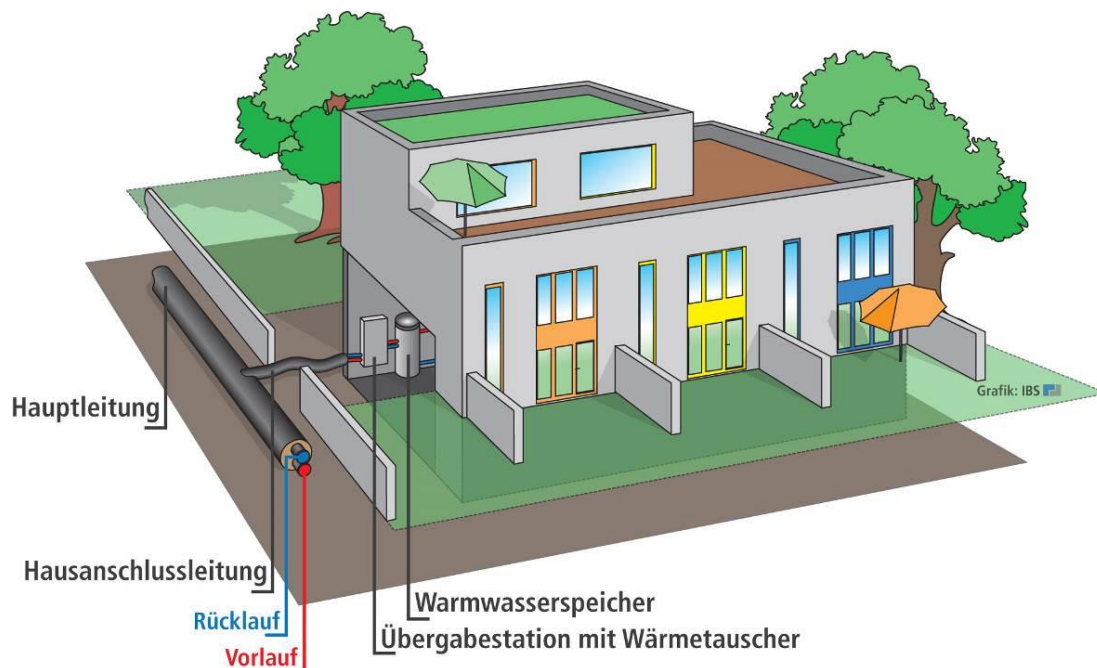 Grafik: IBS
Hauptleitung
Hausanschlussleitung
Rücklauf
Vorlauf
Warmwasserspeicher
Übergabestation mit Wärmetauscher